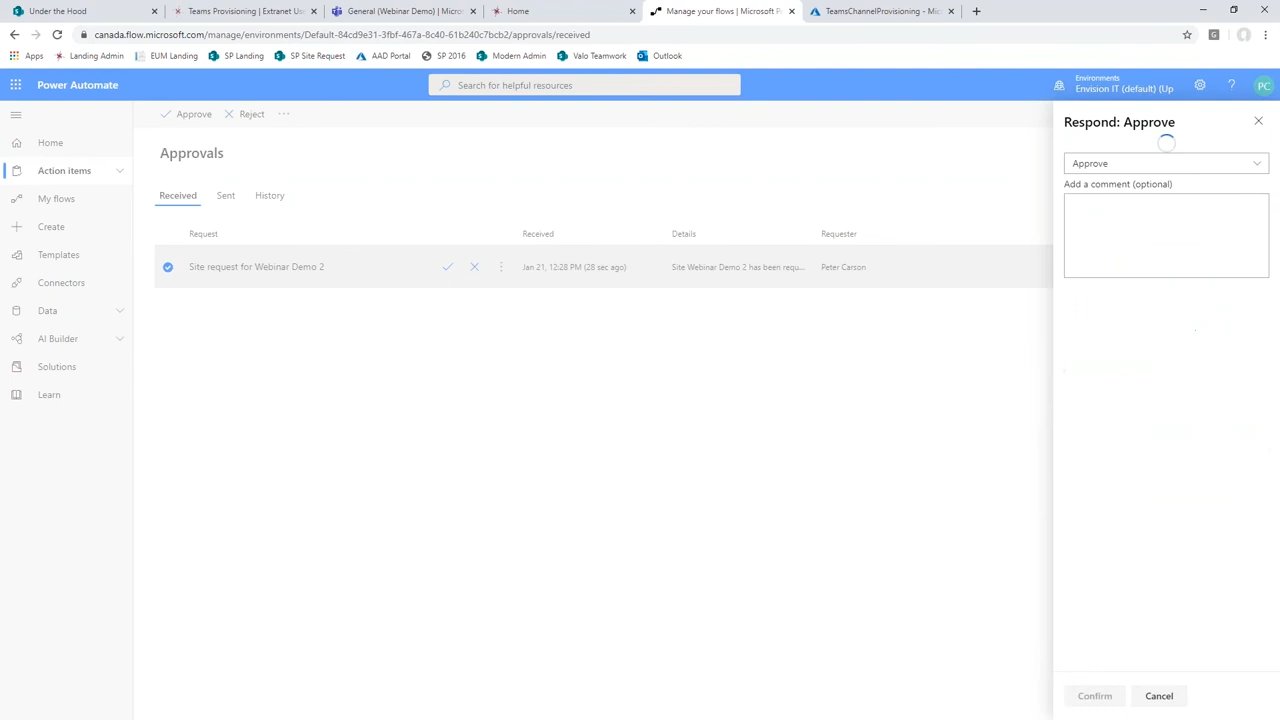 Under the Hood
Teams Provisioning | Extranet Use
General (Webinar Demo) | Micros
Home
Manage your flows | Microsoft P
TeamsChannelProvisioning - Mic
canada.flow.microsoft.com/manage/environments/Default-84cd9e31-3fbf-467a-8c40-61b240c7bcb2/approvals/received
Apps
Landing Admin
EUM Landing
SP Landing
SP Site Request
AAD Portal
SP 2016
Modern Admin
Valo Teamwork
Outlook
Power Automate
Search for helpful resources
Environments
Envision IT (default) (Up
PC
Approve
Reject
Respond: Approve
Approvals
Home
Action items
My flows
Create
Templates
Connectors
Data
AI Builder
Solutions
Learn
Received
Sent
History
Request
Received
Details
Requester
Site request for Webinar Demo 2
Jan 21, 12:28 PM (28 sec ago)
Site Webinar Demo 2 has been requ...
Peter Carson
Approve
Add a comment (optional)
Confirm
Cancel